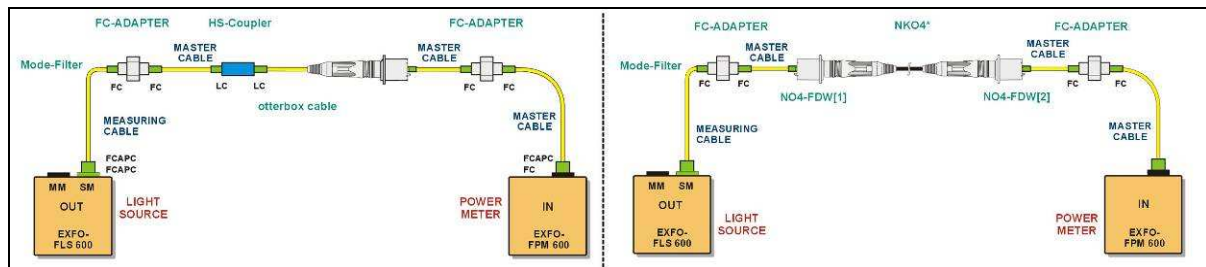 FC-ADAPTER
HS-Coupler
FC-ADAPTER
Mode-Filter
MASTER
CABLE
MASTER
CABLE
FC
FC
LC
LC
FC
FC
otterbox cable
MEASURING
CABLE
MASTER
CABLE
FCAPC
FCAPC
FCAPC
FC
MM SM
OUT
EXFO-
FLS 600
LIGHT
SOURCE
POWER
METER
IN
EXFO-
FPM 600
FC-ADAPTER
NKO4*
FC-ADAPTER
Mode-Filter
MASTER
CABLE
MASTER
CABLE
FC
FC
FC
FC
NO4-FDW[1]
NO4-FDW[2]
MEASURING
CABLE
MASTER
CABLE
MM SM
OUT
EXFO-
FLS 600
LIGHT
SOURCE
POWER
METER
IN
EXFO-
FPM 600